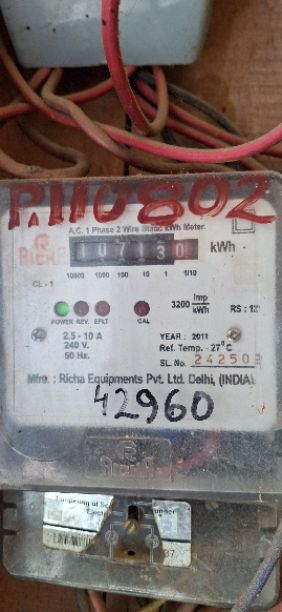 P.110802
A.C. 1 Phase 2 Wire Static kWh Meter.
RICHA
107130 kWh
10000 1000 100 10 1 1/10
CL - 1
3200 imp/kWh
POWER REV. EFLT CAL
2.5 - 10 A
240 V.
50 Hz.
YEAR : 2011
Ref. Temp. -27°C
SL. No.
Mfrs. : Richa Equipments Pvt. Ltd. Delhi, (INDIA)
42960